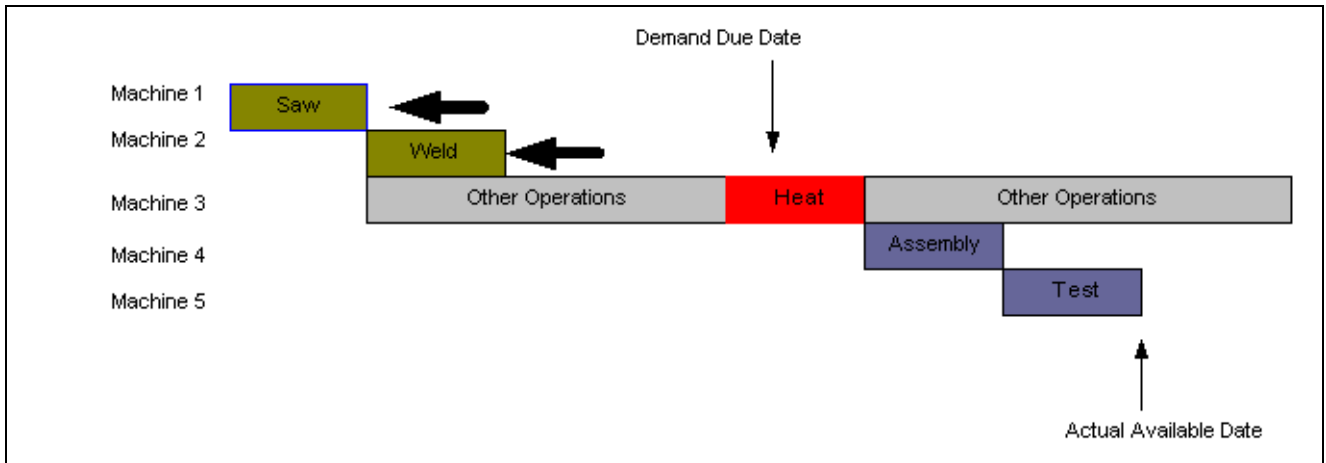 Demand Due Date
Machine 1
Saw
Machine 2
Weld
Machine 3
Other Operations
Heat
Other Operations
Machine 4
Assembly
Machine 5
Test
Actual Available Date